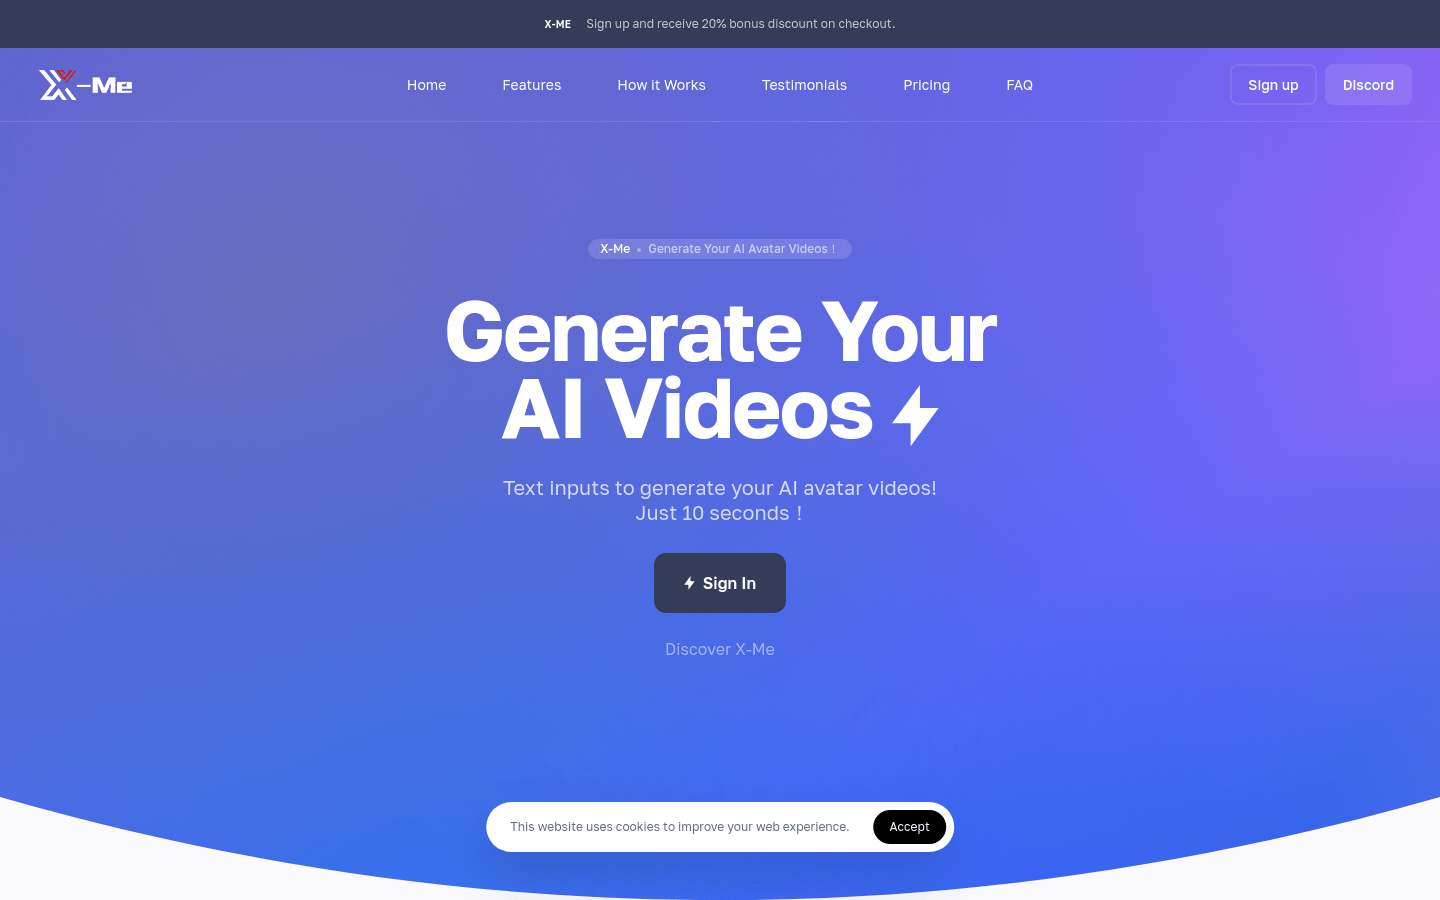 X-ME Sign up and receive 20% bonus discount on checkout.
X-Me
Home
Features
How it Works
Testimonials
Pricing
FAQ
Sign up
Discord
X-Me • Generate Your AI Avatar Videos！
Generate Your
AI Videos
Text inputs to generate your AI avatar videos!
Just 10 seconds！
Sign In
Discover X-Me
This website uses cookies to improve your web experience.
Accept